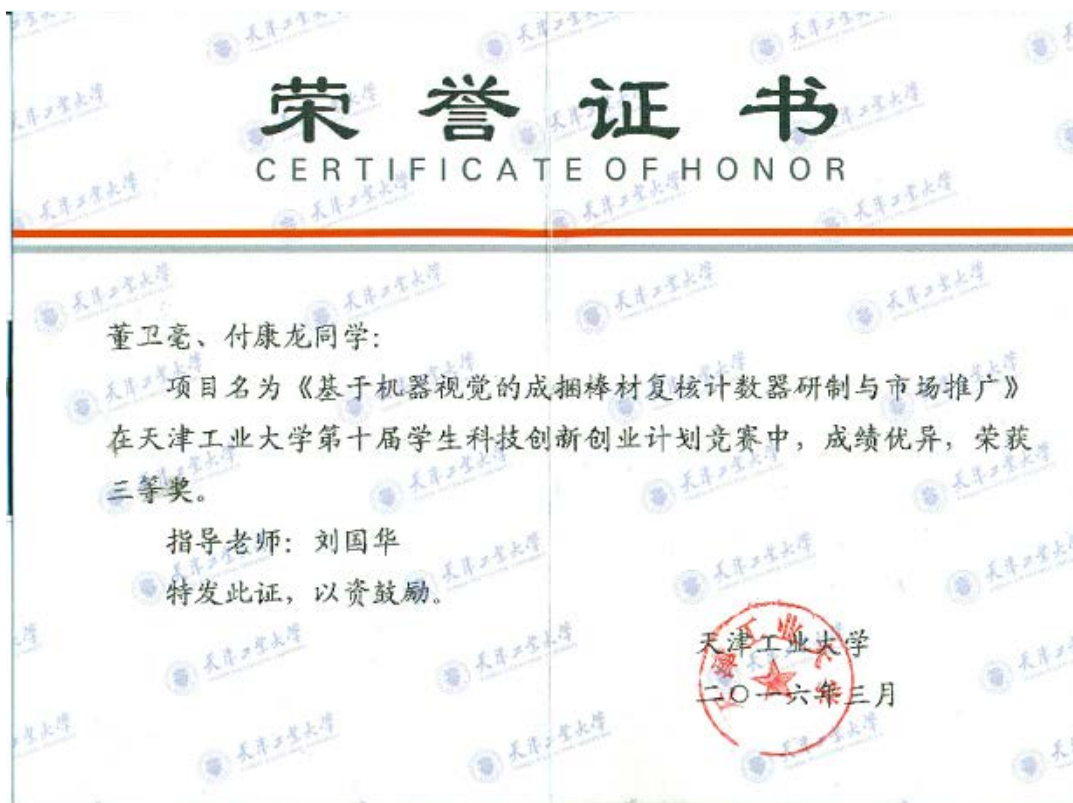 荣誉证书
CERTIFICATE OF HONOR
董卫亳、付康龙同学：
项目名为《基于机器视觉的成捆棒材复核计数器研制与市场推广》
在天津工业大学第十届学生科技创新创业计划竞赛中，成绩优异，荣获
三等奖。
指导老师：刘国华
特发此证，以资鼓励。
天津工业大学
二〇一六年三月